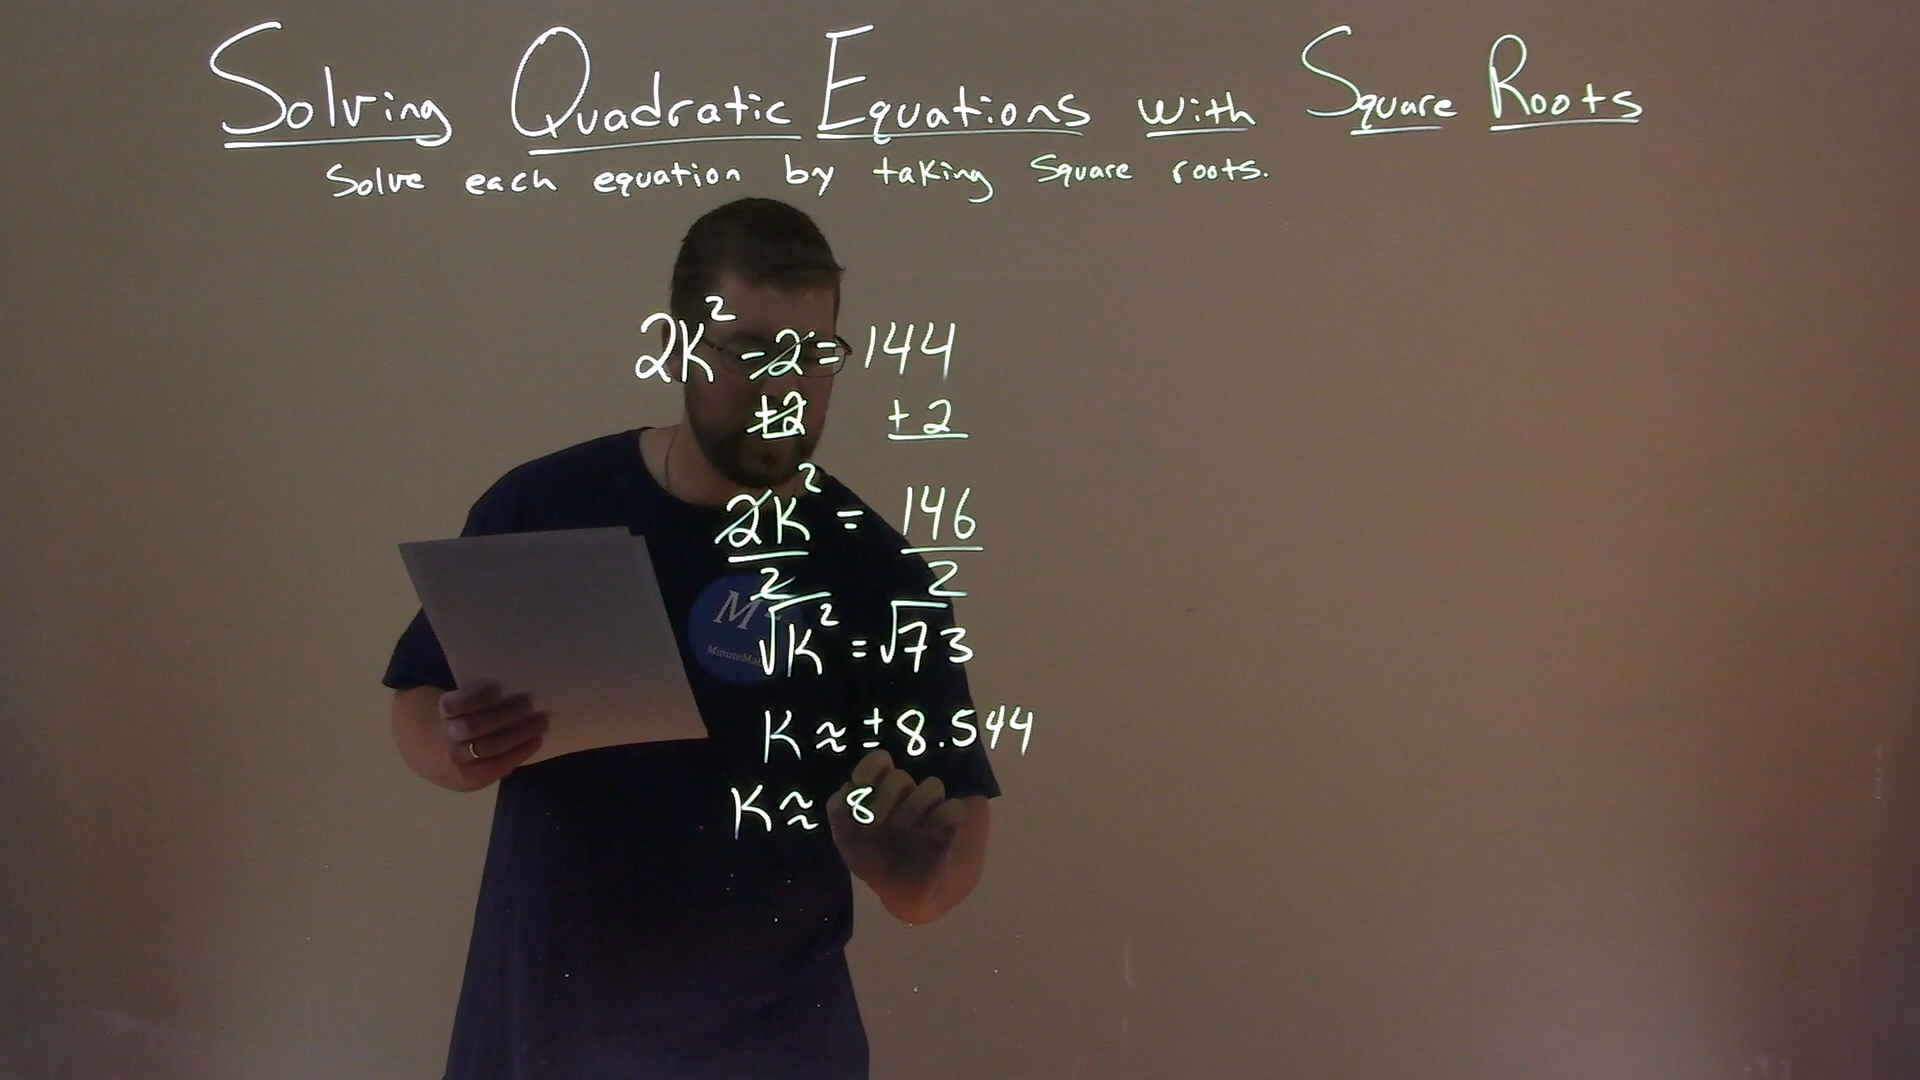 Solving Quadratic Equations with Square Roots
Solve each equation by taking Square roots.
2K² - 2 = 144
+2 +2
2K² = 146
2 2
√K² = √73
K ≈ ± 8.544
K ≈ 8
M